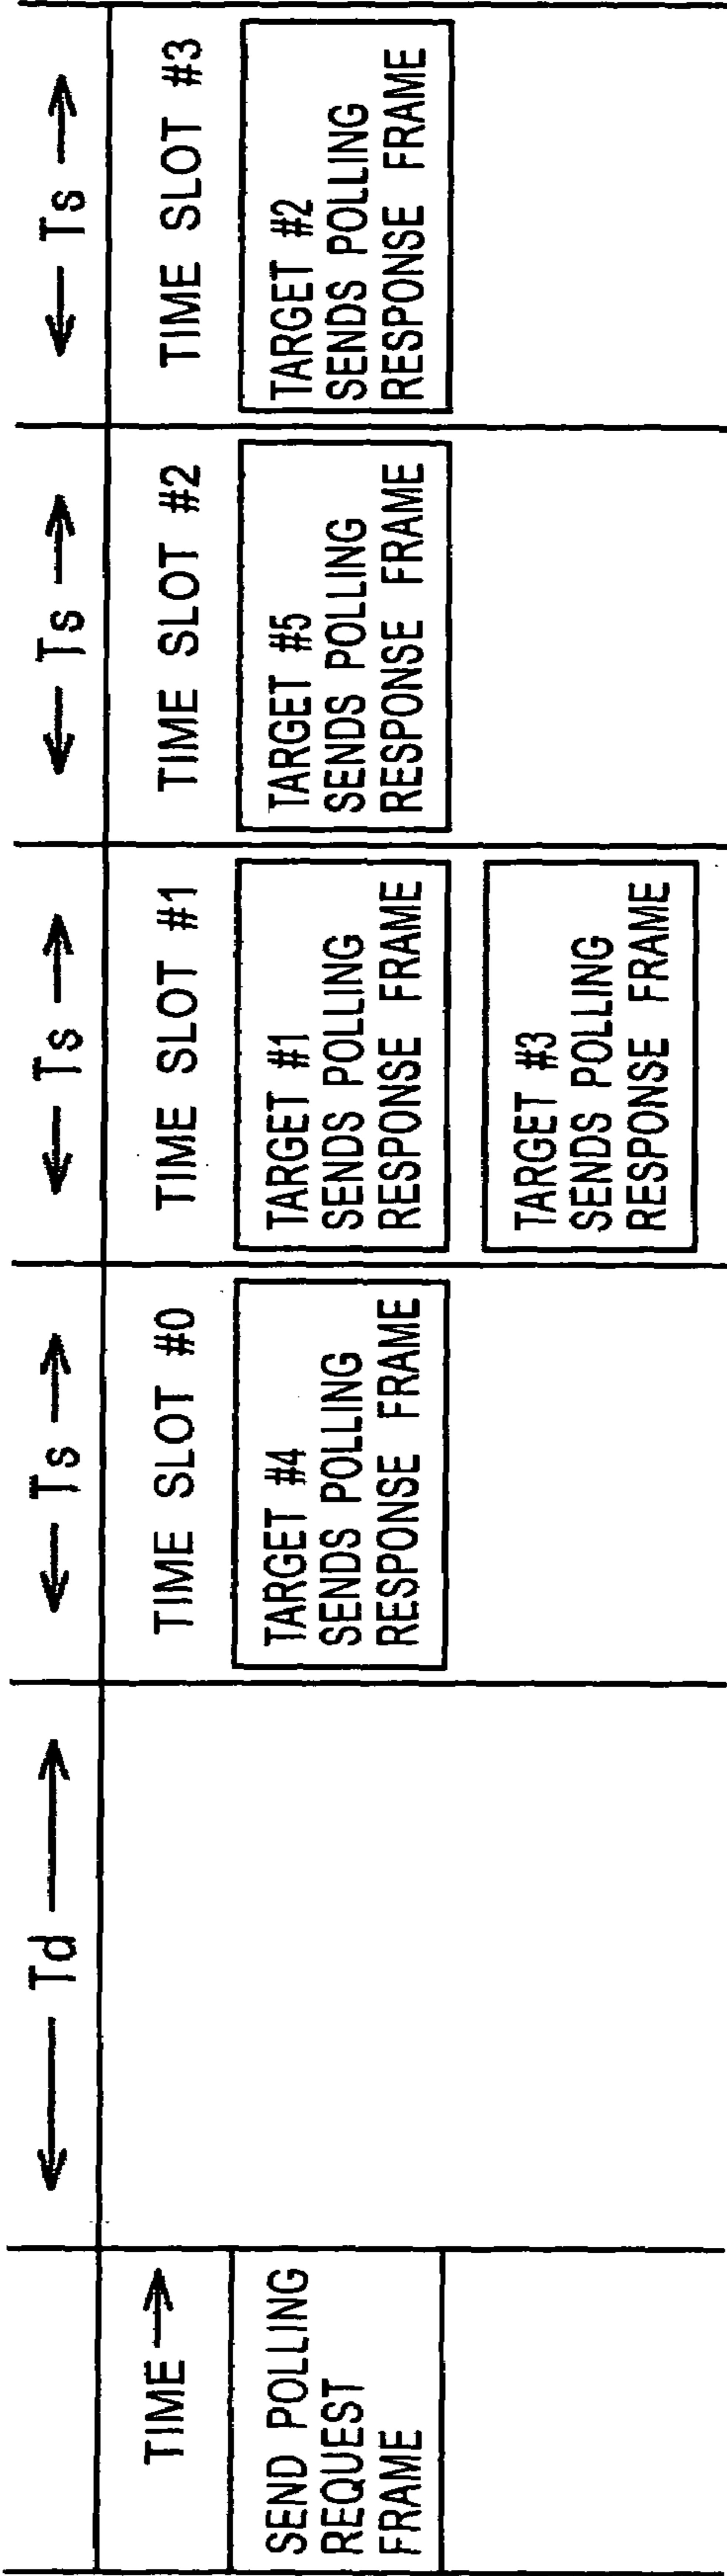 Td
Ts
Ts
Ts
Ts
TIME
TIME SLOT #0
TIME SLOT #1
TIME SLOT #2
TIME SLOT #3
SEND POLLING
REQUEST
FRAME
TARGET #4
SENDS POLLING
RESPONSE FRAME
TARGET #1
SENDS POLLING
RESPONSE FRAME
TARGET #5
SENDS POLLING
RESPONSE FRAME
TARGET #2
SENDS POLLING
RESPONSE FRAME
TARGET #3
SENDS POLLING
RESPONSE FRAME